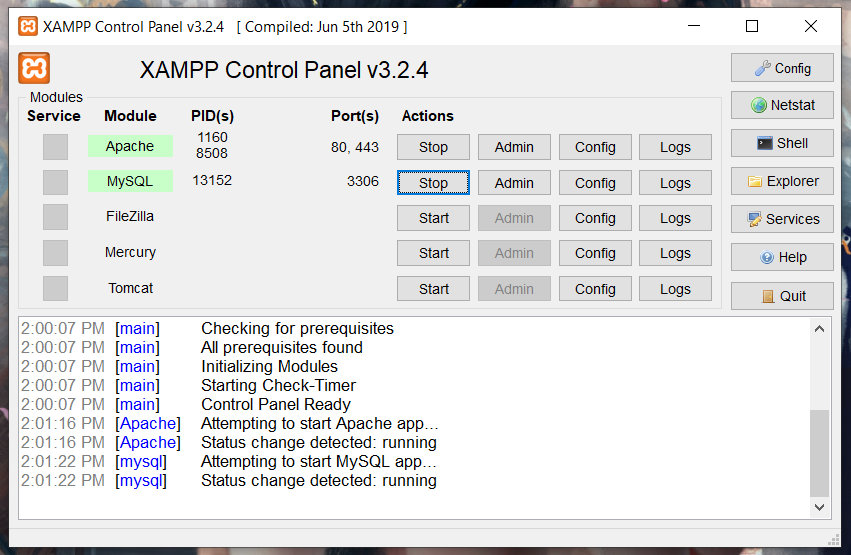 XAMPP Control Panel v3.2.4 [ Compiled: Jun 5th 2019 ]
XAMPP Control Panel v3.2.4
Config
Modules
Service Module PID(s) Port(s) Actions
Netstat
Apache 1160 8508 80, 443 Stop Admin Config Logs
Shell
MySQL 13152 3306 Stop Admin Config Logs
Explorer
FileZilla Start Admin Config Logs
Services
Mercury Start Admin Config Logs
Help
Tomcat Start Admin Config Logs
Quit
2:00:07 PM [main] Checking for prerequisites
2:00:07 PM [main] All prerequisites found
2:00:07 PM [main] Initializing Modules
2:00:07 PM [main] Starting Check-Timer
2:00:07 PM [main] Control Panel Ready
2:01:16 PM [Apache] Attempting to start Apache app...
2:01:16 PM [Apache] Status change detected: running
2:01:22 PM [mysql] Attempting to start MySQL app...
2:01:22 PM [mysql] Status change detected: running